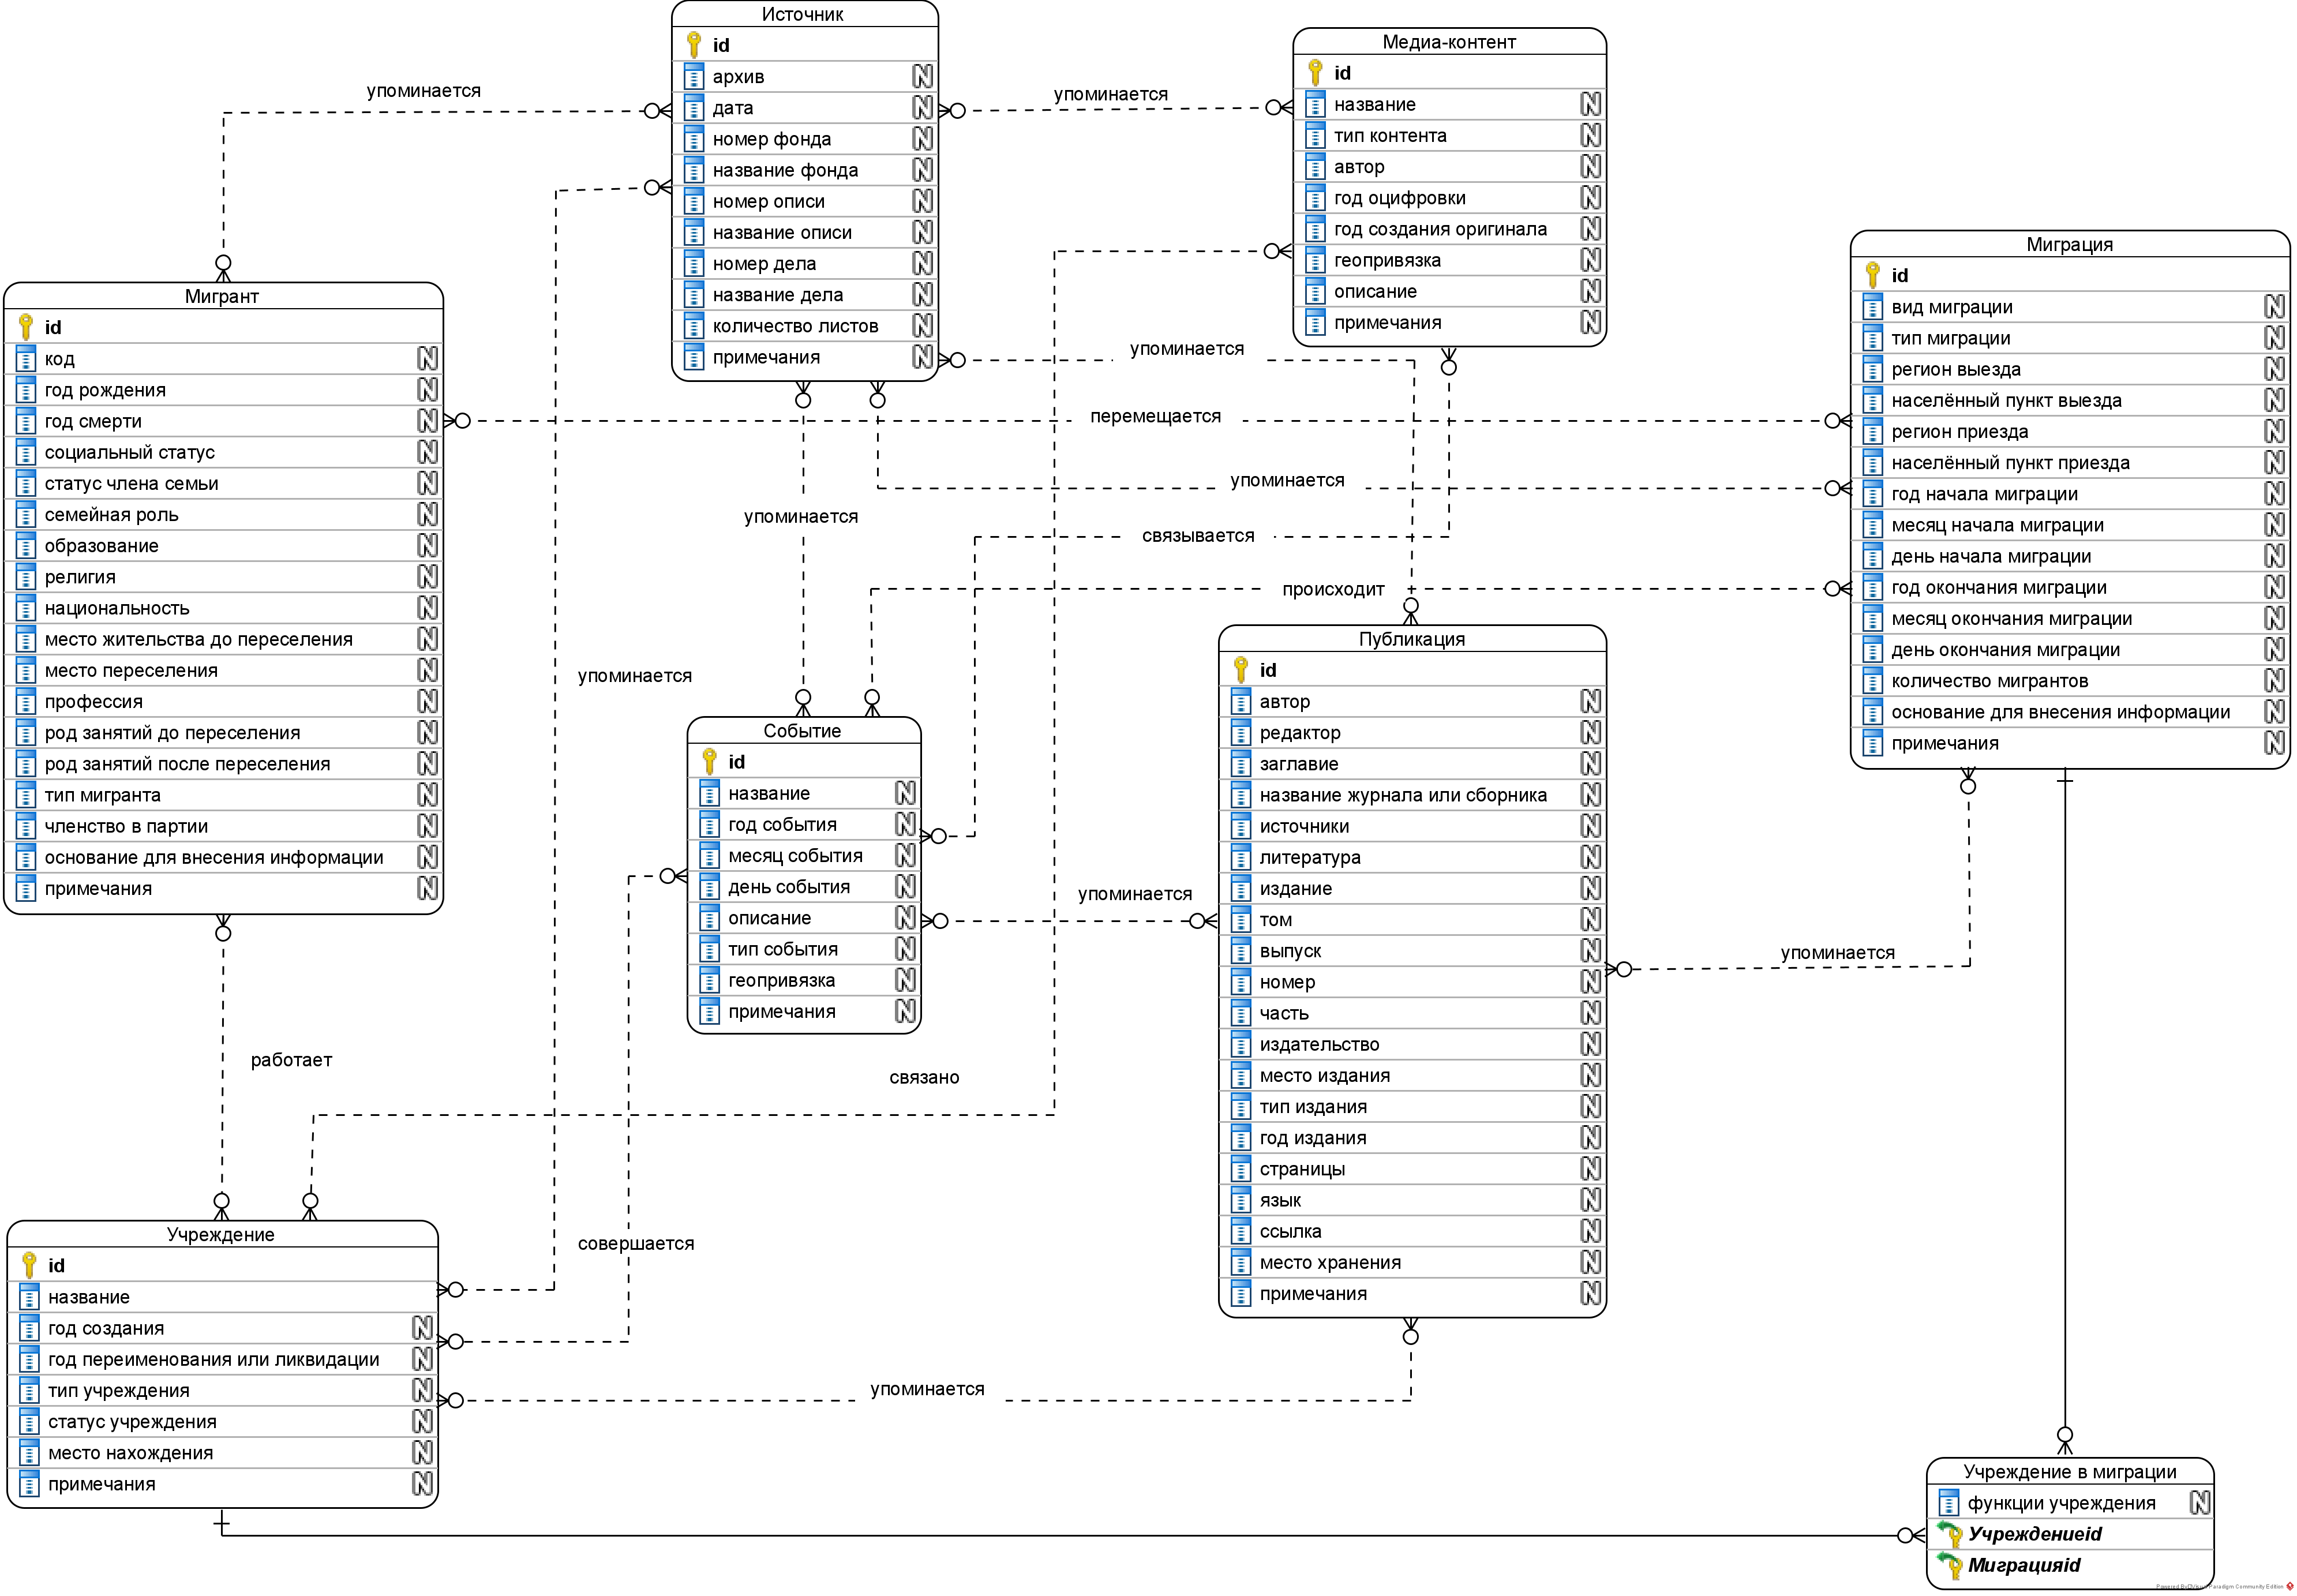 Источник
id
архив
дата
номер фонда
название фонда
номер описи
название описи
номер дела
название дела
количество листов
примечания
Медиа-контент
id
название
тип контента
автор
год оцифровки
год создания оригинала
геопривязка
описание
примечания
Миграция
id
вид миграции
тип миграции
регион выезда
населённый пункт выезда
регион приезда
населённый пункт приезда
год начала миграции
месяц начала миграции
день начала миграции
год окончания миграции
месяц окончания миграции
день окончания миграции
количество мигрантов
основание для внесения информации
примечания
Мигрант
id
код
год рождения
год смерти
социальный статус
статус члена семьи
семейная роль
образование
религия
национальность
место жительства до переселения
место переселения
профессия
род занятий до переселения
род занятий после переселения
тип мигранта
членство в партии
основание для внесения информации
примечания
упоминается
упоминается
упоминается
перемещается
упоминается
упоминается
связывается
происходит
упоминается
Событие
id
название
год события
месяц события
день события
описание
тип события
геопривязка
примечания
Публикация
id
автор
редактор
заглавие
название журнала или сборника
источники
литература
издание
том
выпуск
номер
часть
издательство
место издания
тип издания
год издания
страницы
язык
ссылка
место хранения
примечания
упоминается
упоминается
работает
связано
совершается
упоминается
Учреждение
id
название
год создания
год переименования или ликвидации
тип учреждения
статус учреждения
место нахождения
примечания
Учреждение в миграции
функции учреждения
Учреждениеid
Миграцияid
Paradigm Community Edition